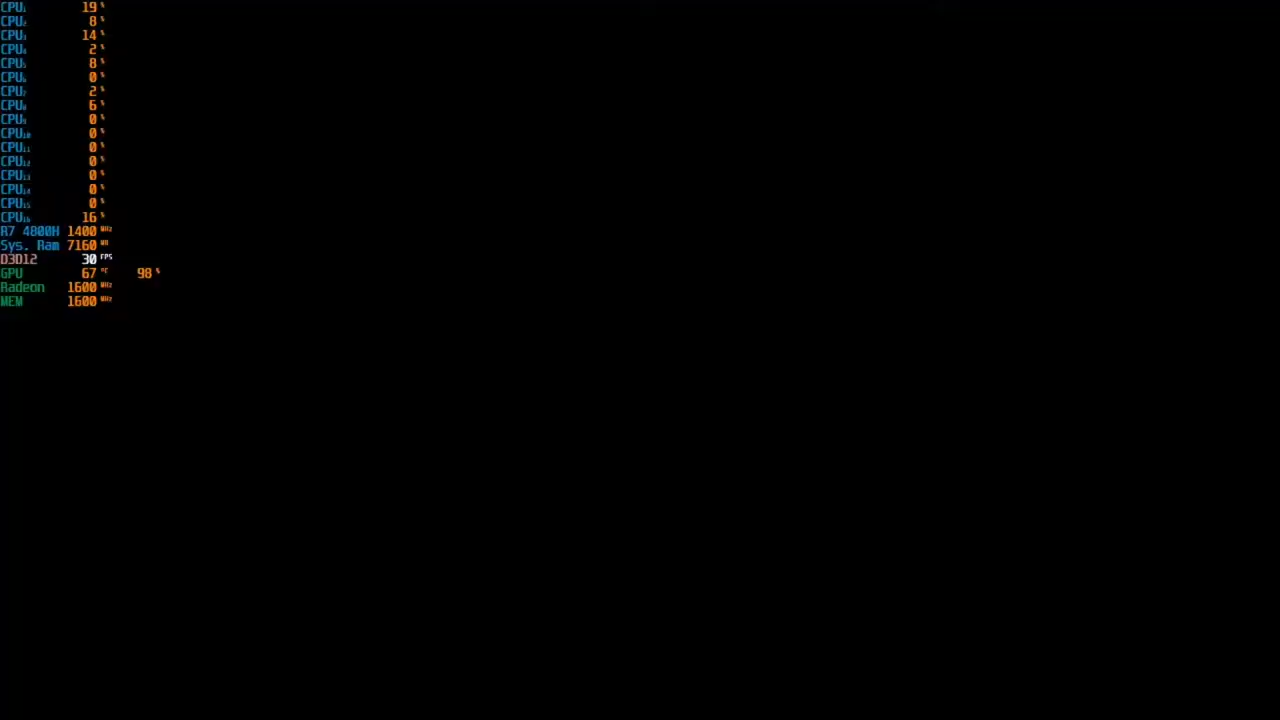 CPU1 19 %
CPU2 8 %
CPU3 14 %
CPU4 2 %
CPU5 8 %
CPU6 0 %
CPU7 2 %
CPU8 6 %
CPU9 0 %
CPU10 0 %
CPU11 0 %
CPU12 0 %
CPU13 0 %
CPU14 0 %
CPU15 0 %
CPU16 16 %
R7 4800H 1400 MHz
Sys. Ram 7160 MB
D3D12 30 FPS
GPU 67 °C 98 %
Radeon 1600 MHz
MEM 1600 MHz